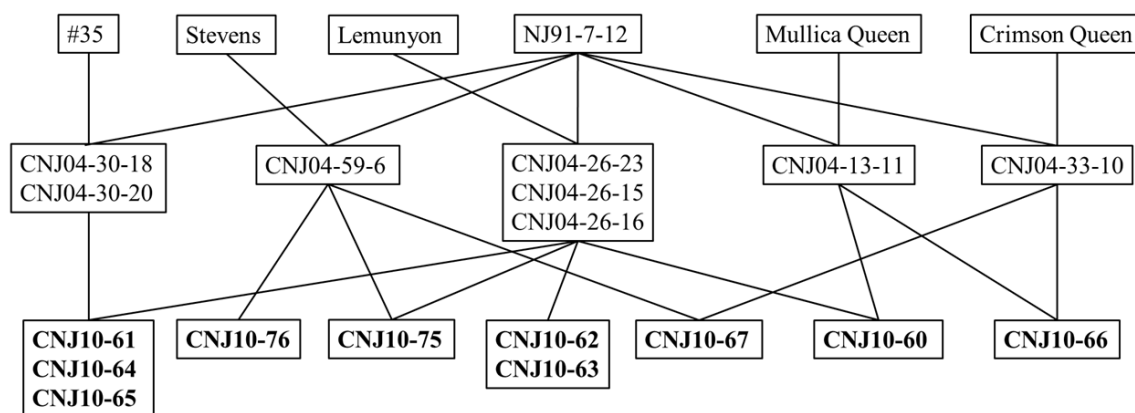 #35
Stevens
Lemunyon
NJ91-7-12
Mullica Queen
Crimson Queen
CNJ04-30-18
CNJ04-30-20
CNJ04-59-6
CNJ04-26-23
CNJ04-26-15
CNJ04-26-16
CNJ04-13-11
CNJ04-33-10
CNJ10-61
CNJ10-64
CNJ10-65
CNJ10-76
CNJ10-75
CNJ10-62
CNJ10-63
CNJ10-67
CNJ10-60
CNJ10-66